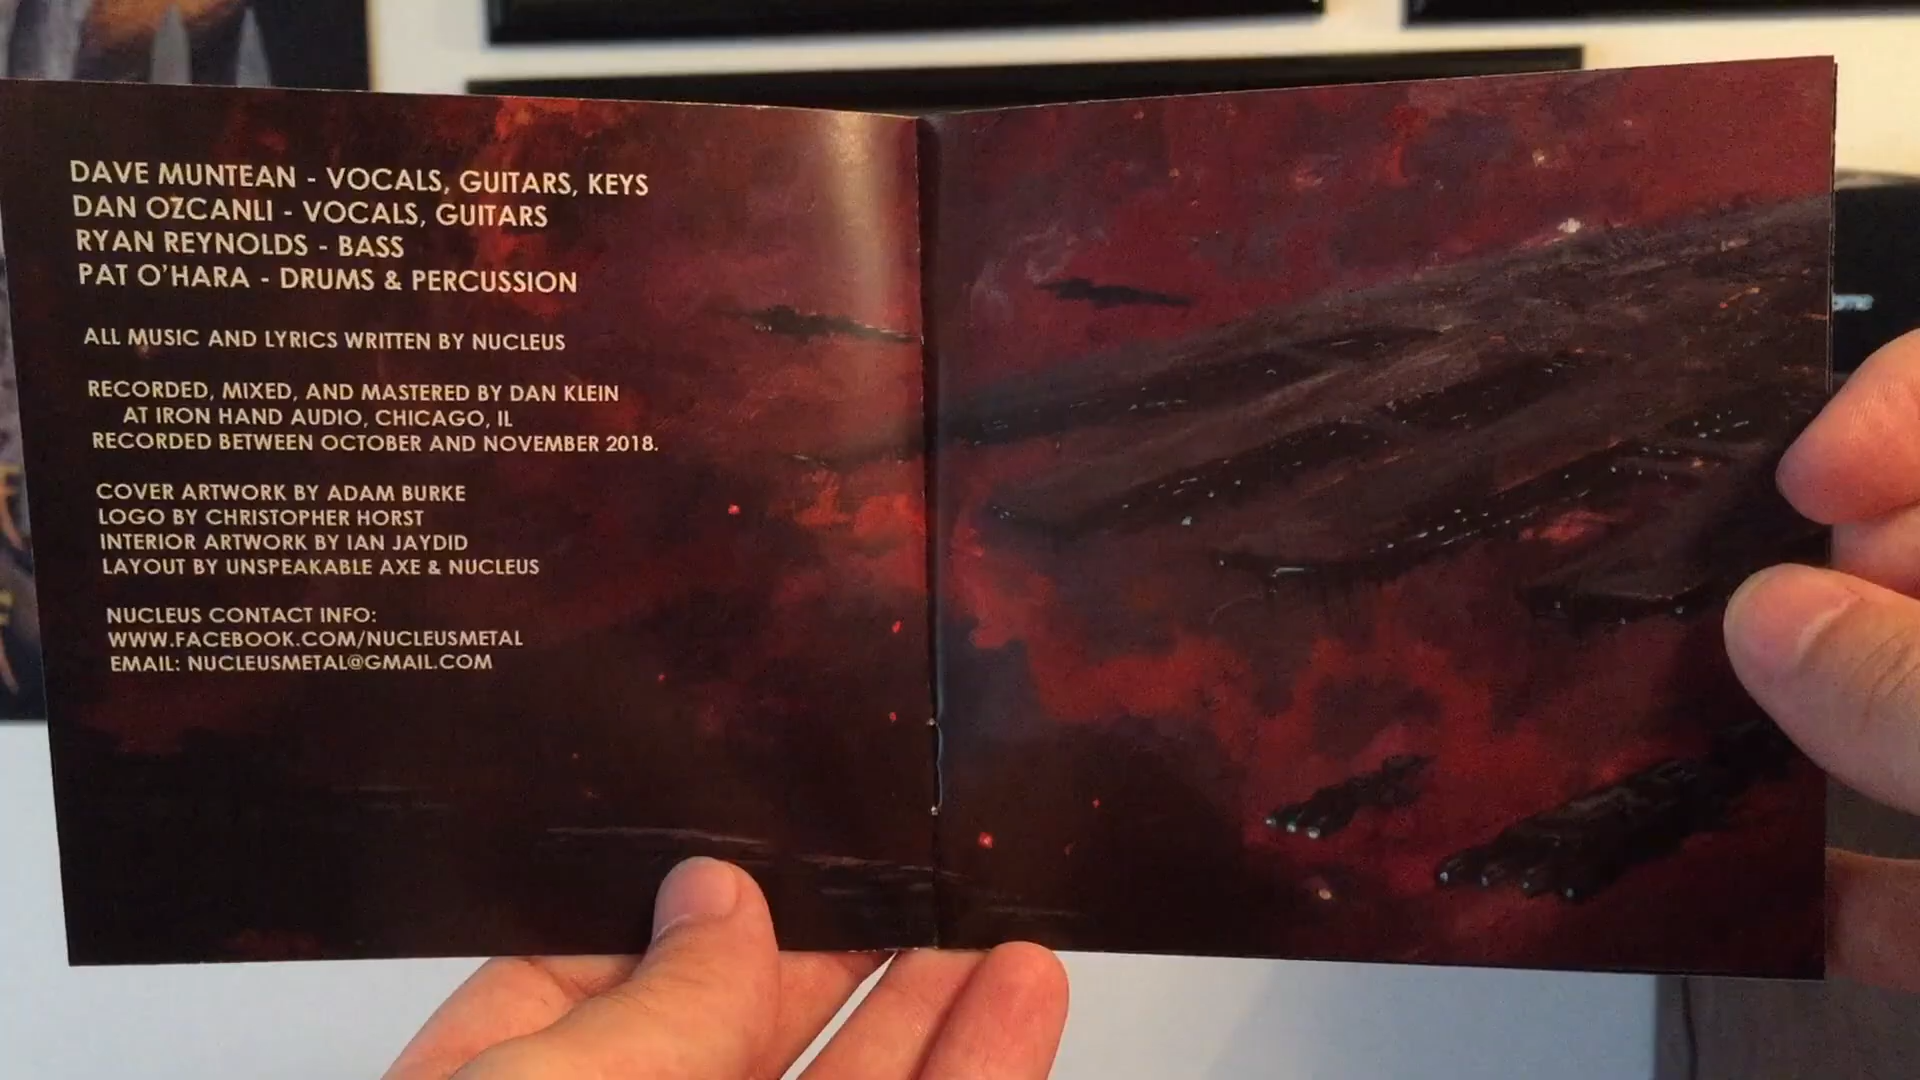 DAVE MUNTEAN - VOCALS, GUITARS, KEYS
DAN OZCANLI - VOCALS, GUITARS
RYAN REYNOLDS - BASS
PAT O'HARA - DRUMS & PERCUSSION
ALL MUSIC AND LYRICS WRITTEN BY NUCLEUS
RECORDED, MIXED, AND MASTERED BY DAN KLEIN
AT IRON HAND AUDIO, CHICAGO, IL
RECORDED BETWEEN OCTOBER AND NOVEMBER 2018.
COVER ARTWORK BY ADAM BURKE
LOGO BY CHRISTOPHER HORST
INTERIOR ARTWORK BY IAN JAYDID
LAYOUT BY UNSPEAKABLE AXE & NUCLEUS
NUCLEUS CONTACT INFO:
WWW.FACEBOOK.COM/NUCLEUSMETAL
EMAIL: NUCLEUSMETAL@GMAIL.COM